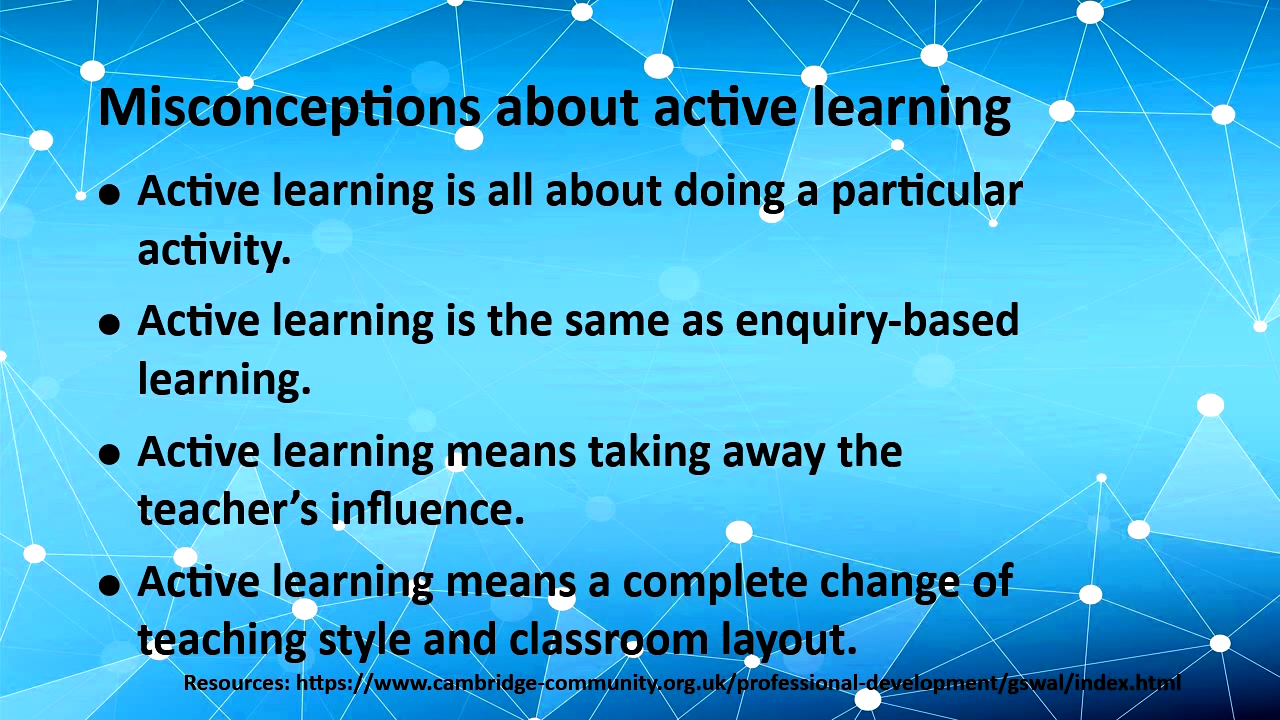 Misconceptions about active learning
● Active learning is all about doing a particular
activity.
● Active learning is the same as enquiry-based
learning.
● Active learning means taking away the
teacher’s influence.
● Active learning means a complete change of
teaching style and classroom layout.
Resources: https://www.cambridge-community.org.uk/professional-development/gswal/index.html